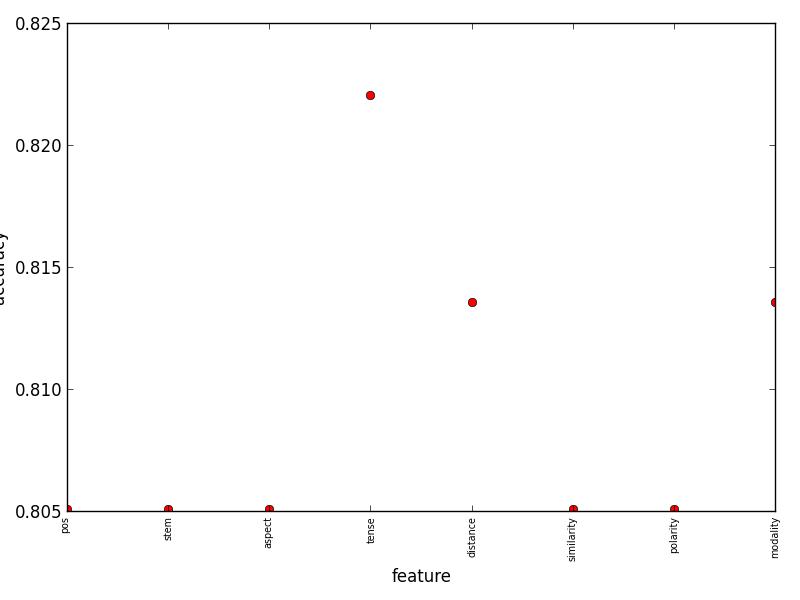 0.825
0.820
0.815
0.810
0.805
accuracy
pos
stem
aspect
tense
distance
similarity
polarity
modality
feature